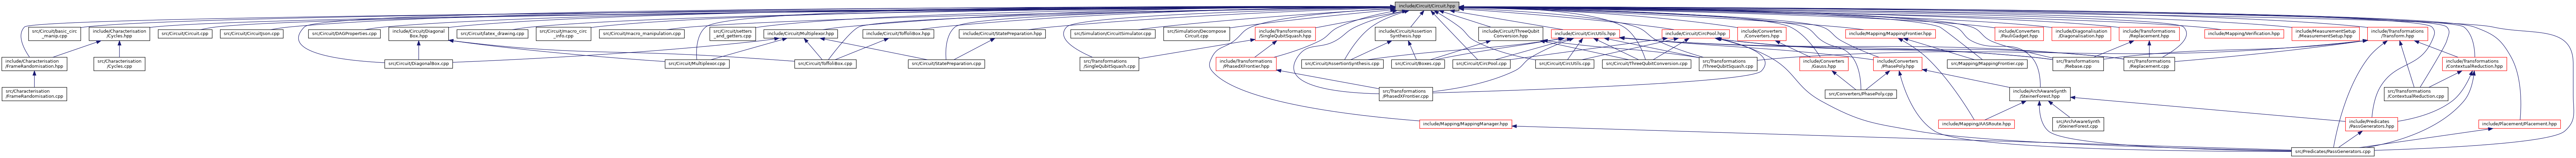 include/Circuit/Circuit.hpp
src/Circuit/basic_circ
_manip.cpp
include/Characterisation
/Cycles.hpp
src/Circuit/Circuit.cpp
src/Circuit/CircuitJson.cpp
src/Circuit/DAGProperties.cpp
include/Circuit/Diagonal
Box.hpp
src/Circuit/latex_drawing.cpp
src/Circuit/macro_circ
_info.cpp
src/Circuit/macro_manipulation.cpp
src/Circuit/setters
_and_getters.cpp
include/Circuit/Multiplexor.hpp
include/Circuit/ToffoliBox.hpp
include/Circuit/StatePreparation.hpp
src/Simulation/CircuitSimulator.cpp
src/Simulation/Decompose
Circuit.cpp
include/Transformations
/SingleQubitSquash.hpp
include/Circuit/Assertion
Synthesis.hpp
include/Circuit/ThreeQubit
Conversion.hpp
include/Circuit/CircUtils.hpp
include/Circuit/CircPool.hpp
include/Converters
/Converters.hpp
include/Mapping/MappingFrontier.hpp
include/Converters
/PauliGadget.hpp
include/Diagonalisation
/Diagonalisation.hpp
include/Transformations
/Replacement.hpp
include/Mapping/Verification.hpp
include/MeasurementSetup
/MeasurementSetup.hpp
include/Transformations
/Transform.hpp
include/Characterisation
/FrameRandomisation.hpp
src/Characterisation
/Cycles.cpp
src/Circuit/DiagonalBox.cpp
src/Circuit/Multiplexor.cpp
src/Circuit/ToffoliBox.cpp
src/Circuit/StatePreparation.cpp
src/Transformations
/SingleQubitSquash.cpp
include/Transformations
/PhasedXFrontier.hpp
src/Circuit/AssertionSynthesis.cpp
src/Circuit/Boxes.cpp
src/Circuit/CircPool.cpp
src/Circuit/CircUtils.cpp
src/Circuit/ThreeQubitConversion.cpp
src/Transformations
/ThreeQubitSquash.cpp
include/Converters
/Gauss.hpp
include/Converters
/PhasePoly.hpp
src/Mapping/MappingFrontier.cpp
src/Transformations
/Rebase.cpp
src/Transformations
/Replacement.cpp
include/Transformations
/ContextualReduction.hpp
src/Characterisation
/FrameRandomisation.cpp
src/Transformations
/PhasedXFrontier.cpp
src/Converters/PhasePoly.cpp
include/ArchAwareSynth
/SteinerForest.hpp
src/Transformations
/ContextualReduction.cpp
include/Mapping/MappingManager.hpp
include/Mapping/AASRoute.hpp
src/ArchAwareSynth
/SteinerForest.cpp
include/Predicates
/PassGenerators.hpp
include/Placement/Placement.hpp
src/Predicates/PassGenerators.cpp